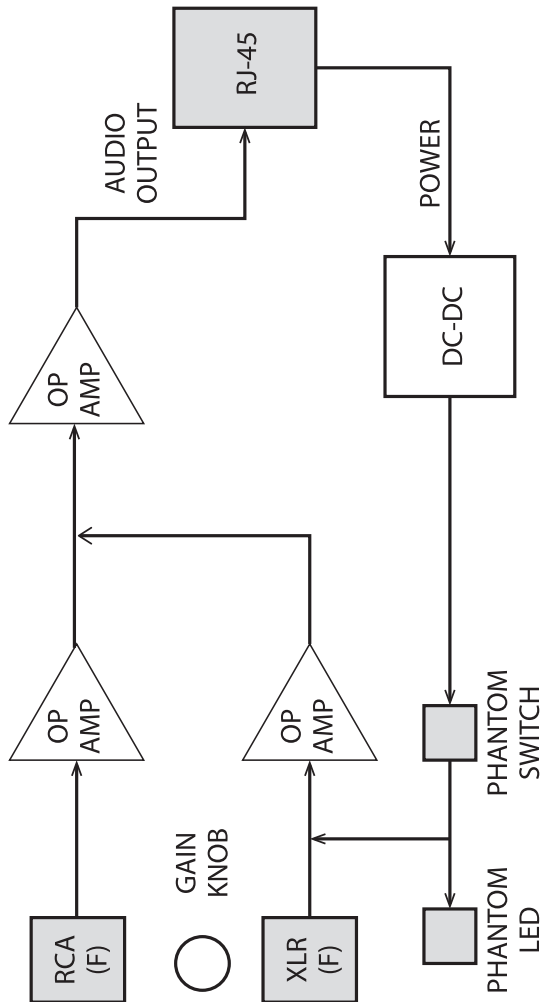 RJ-45
AUDIO
OUTPUT
POWER
OP
AMP
DC-DC
OP
AMP
OP
AMP
PHANTOM
SWITCH
GAIN
KNOB
RCA
(F)
XLR
(F)
PHANTOM
LED